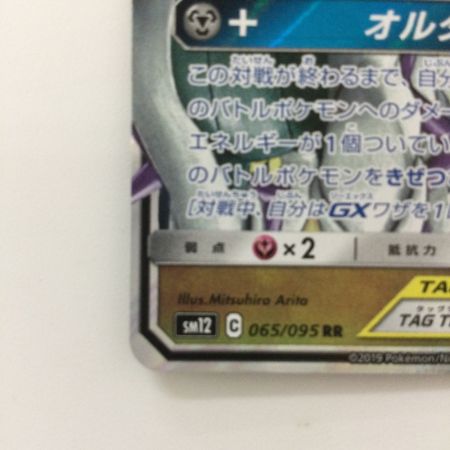 + オルタ
この対戦が終わるまで、自分
のバトルポケモンへのダメー
エネルギーが1個ついてい
のバトルポケモンをきぜつ
[対戦中、自分はGXワザを1
弱点 ×2 抵抗力
Illus.Mitsuhiro Arita
TA
SM12 C 065/095 RR
TAG T
©2019 Pokémon/N